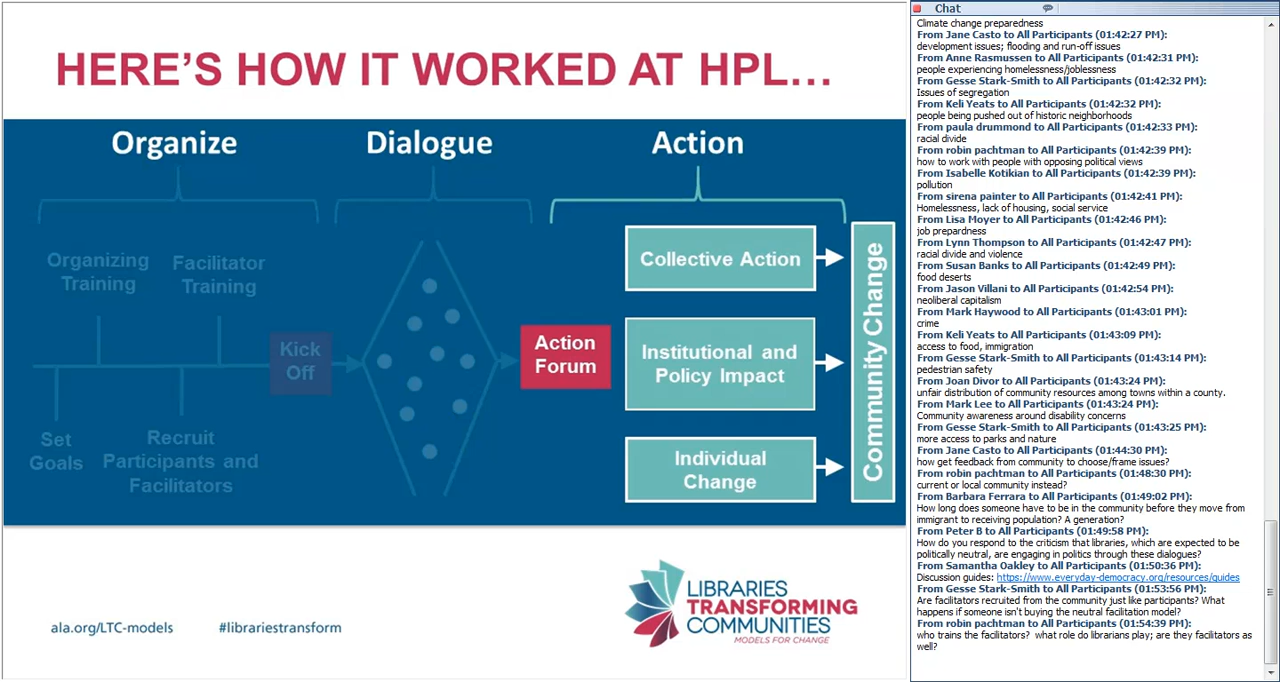 HERE'S HOW IT WORKED AT HPL...
Organize
Dialogue
Action
Organizing
Training
Facilitator
Training
Kick
Off
Set
Goals
Recruit
Participants and
Facilitators
Action
Forum
Collective Action
Institutional and
Policy Impact
Individual
Change
Community Change
ala.org/LTC-models
#librariestransform
LIBRARIES
TRANSFORMING
COMMUNITIES
MODELS FOR CHANGE
Chat
Climate change preparedness
From Jane Casto to All Participants (01:42:27 PM):
development issues; flooding and run-off issues
From Anne Rasmussen to All Participants (01:42:31 PM):
people experiencing homelessness/joblessness
From Gesse Stark-Smith to All Participants (01:42:32 PM):
Issues of segregation
From Keli Yeats to All Participants (01:42:32 PM):
people being pushed out of historic neighborhoods
From paula drummond to All Participants (01:42:33 PM):
racial divide
From robin pachtman to All Participants (01:42:39 PM):
how to work with people with opposing political views
From Isabelle Kotikian to All Participants (01:42:39 PM):
pollution
From sirena painter to All Participants (01:42:41 PM):
Homelessness, lack of housing, social service
From Lisa Moyer to All Participants (01:42:46 PM):
job prepardness
From Lynn Thompson to All Participants (01:42:47 PM):
racial divide and violence
From Susan Banks to All Participants (01:42:49 PM):
food deserts
From Jason Villani to All Participants (01:42:54 PM):
neoliberal capitalism
From Mark Haywood to All Participants (01:43:01 PM):
crime
From Keli Yeats to All Participants (01:43:09 PM):
access to food, immigration
From Gesse Stark-Smith to All Participants (01:43:14 PM):
pedestrian safety
From Joan Divor to All Participants (01:43:24 PM):
unfair distribution of community resources among towns within a county.
From Mark Lee to All Participants (01:43:24 PM):
Community awareness around disability concerns
From Gesse Stark-Smith to All Participants (01:43:25 PM):
more access to parks and nature
From Jane Casto to All Participants (01:44:30 PM):
how get feedback from community to choose/frame issues?
From robin pachtman to All Participants (01:48:30 PM):
current or local community instead?
From Barbara Ferrara to All Participants (01:49:02 PM):
How long does someone have to be in the community before they move from
immigrant to receiving population? A generation?
From Peter B to All Participants (01:49:58 PM):
How do you respond to the criticism that libraries, which are expected to be
politically neutral, are engaging in politics through these dialogues?
From Samantha Oakley to All Participants (01:50:36 PM):
Discussion guides: https://www.everyday-democracy.org/resources/guides
From Gesse Stark-Smith to All Participants (01:53:56 PM):
Are facilitators recruited from the community just like participants? What
happens if someone isn't buying the neutral facilitation model?
From robin pachtman to All Participants (01:54:39 PM):
who trains the facilitators?  what role do librarians play; are they facilitators as
well?